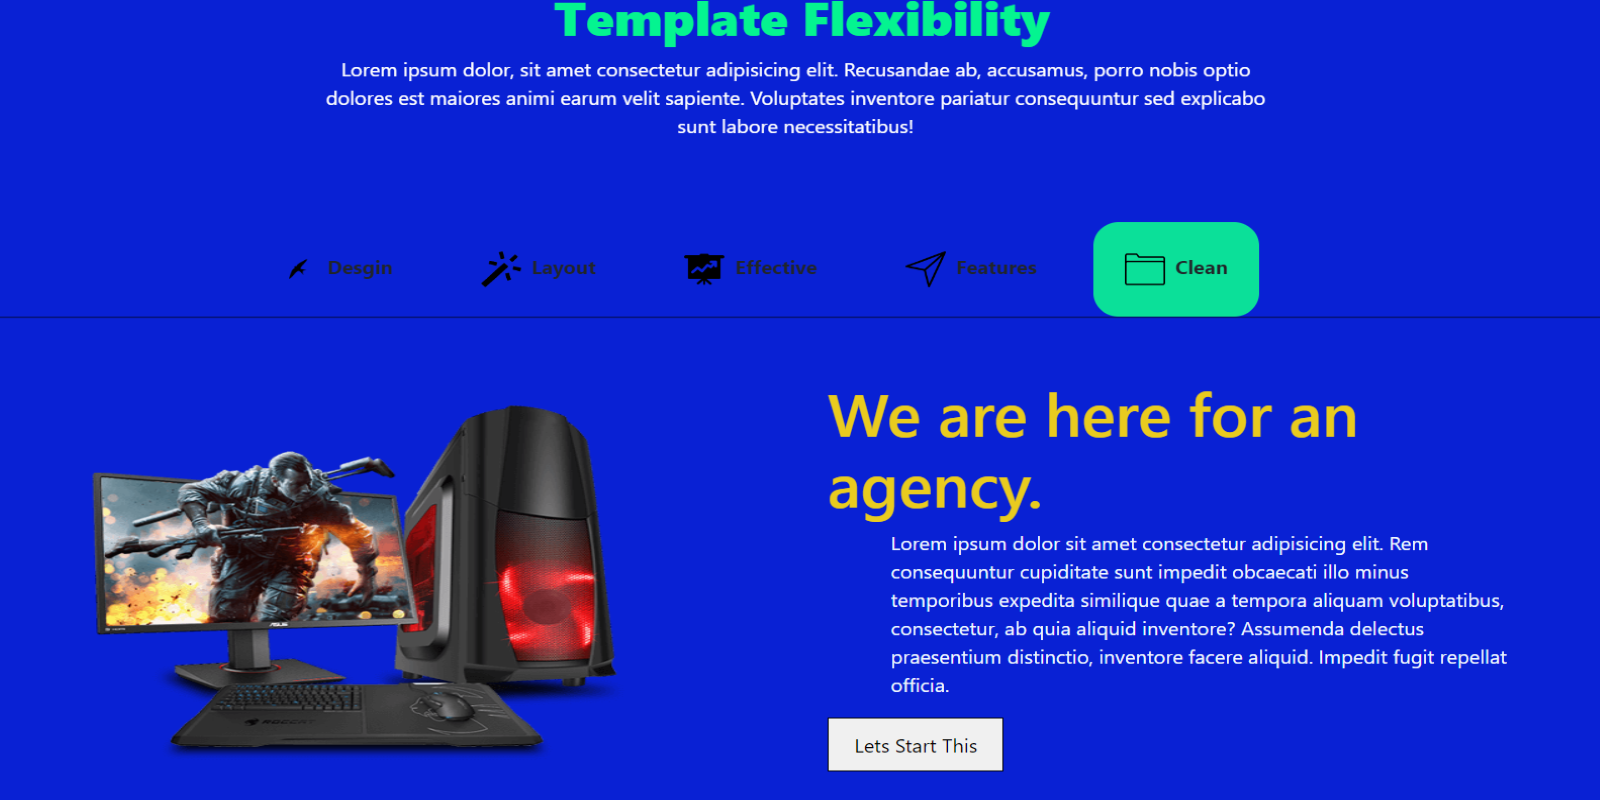 Template Flexibility
Lorem ipsum dolor, sit amet consectetur adipisicing elit. Recusandae ab, accusamus, porro nobis optio
dolores est maiores animi earum velit sapiente. Voluptates inventore pariatur consequuntur sed explicabo
sunt labore necessitatibus!
Desgin
Layout
Effective
Features
Clean
We are here for an
agency.
Lorem ipsum dolor sit amet consectetur adipisicing elit. Rem
consequuntur cupiditate sunt impedit obcaecati illo minus
temporibus expedita similique quae a tempora aliquam voluptatibus,
consectetur, ab quia aliquid inventore? Assumenda delectus
praesentium distinctio, inventore facere aliquid. Impedit fugit repellat
officia.
Lets Start This
ASUS
ROCCAT